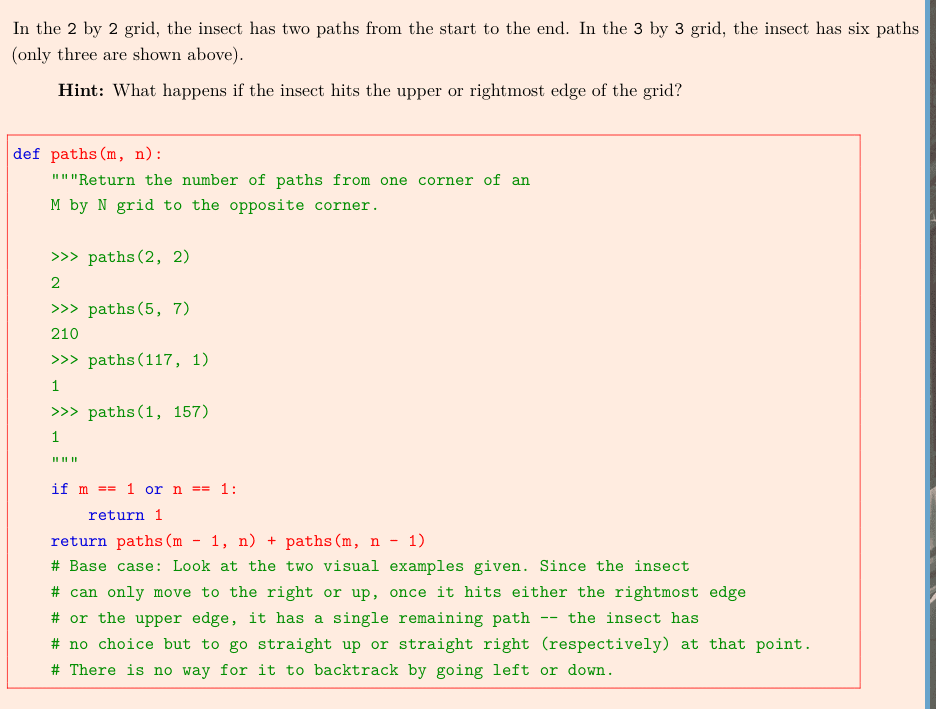 In the 2 by 2 grid, the insect has two paths from the start to the end. In the 3 by 3 grid, the insect has six paths
(only three are shown above).
Hint: What happens if the insect hits the upper or rightmost edge of the grid?
def paths(m, n):
    """Return the number of paths from one corner of an
    M by N grid to the opposite corner.

    >>> paths(2, 2)
    2
    >>> paths(5, 7)
    210
    >>> paths(117, 1)
    1
    >>> paths(1, 157)
    1
    """
    if m == 1 or n == 1:
        return 1
    return paths(m - 1, n) + paths(m, n - 1)
    # Base case: Look at the two visual examples given. Since the insect
    # can only move to the right or up, once it hits either the rightmost edge
    # or the upper edge, it has a single remaining path -- the insect has
    # no choice but to go straight up or straight right (respectively) at that point.
    # There is no way for it to backtrack by going left or down.